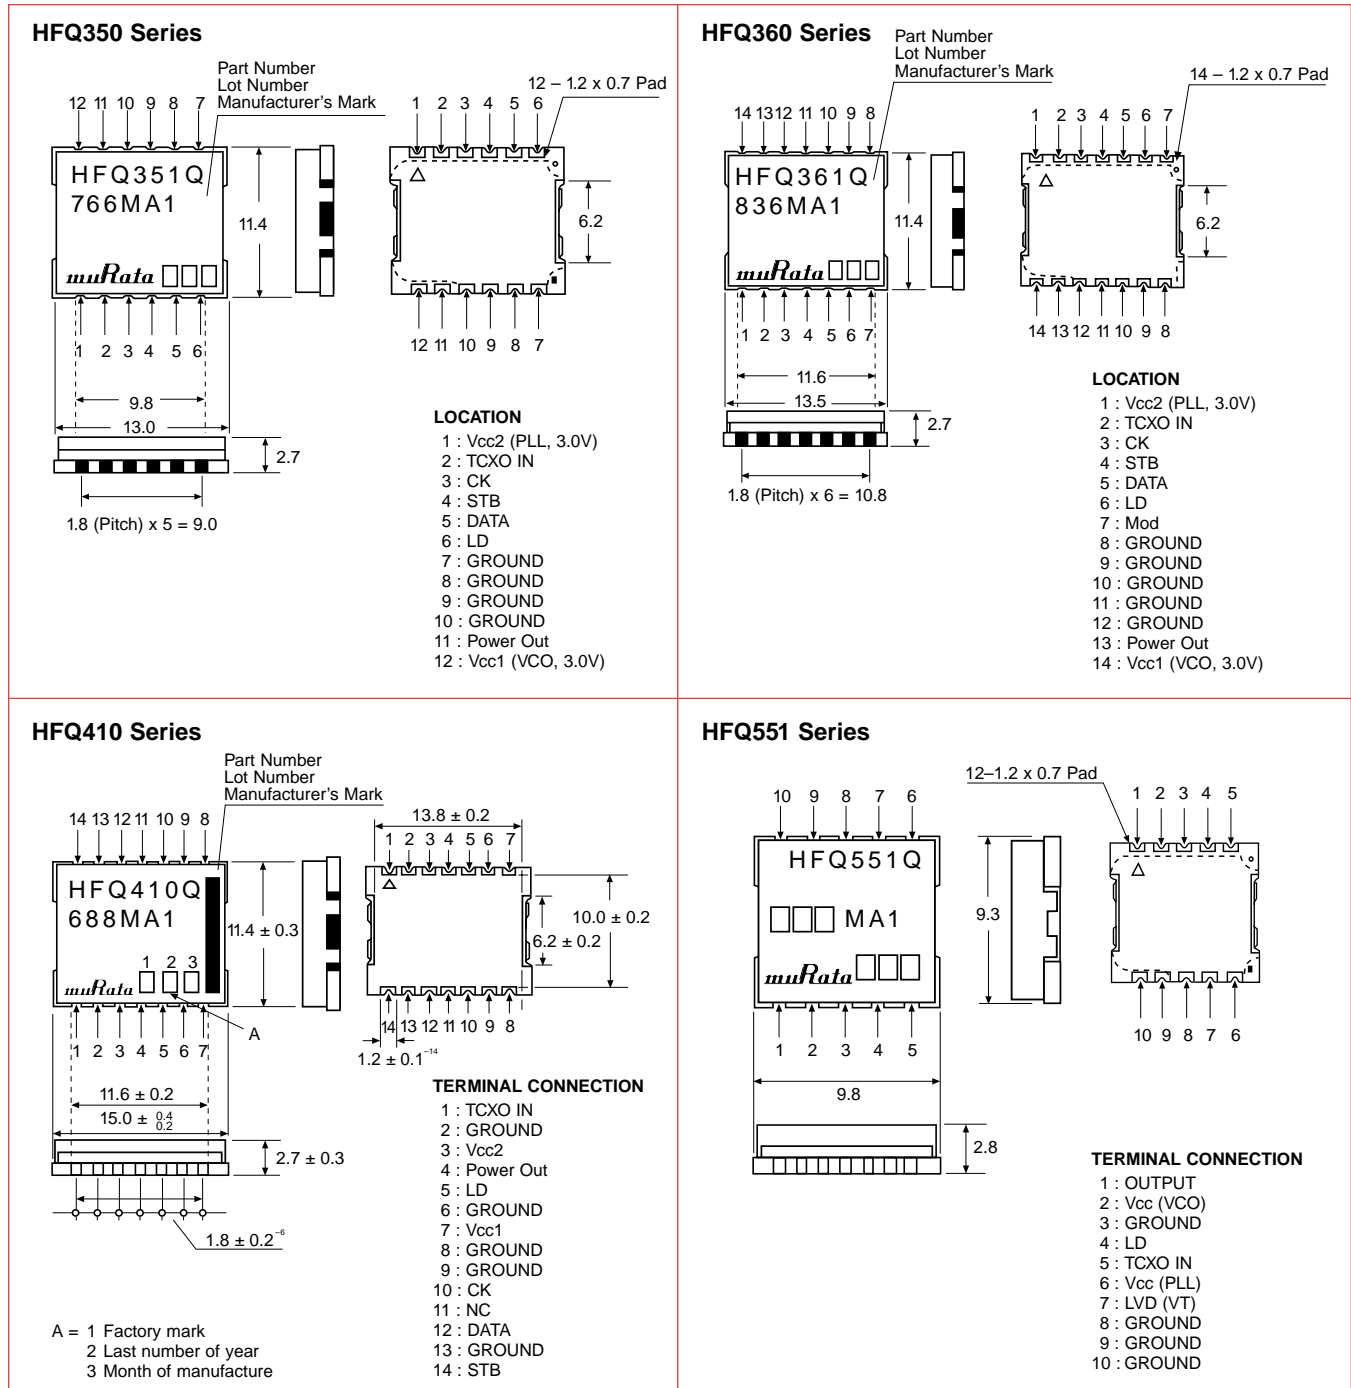 HFQ350 Series
Part Number
Lot Number
Manufacturer's Mark
12 – 1.2 x 0.7 Pad
12 11 10 9 8 7
1 2 3 4 5 6
HFQ351Q
766MA1
muRata
11.4
6.2
1 2 3 4 5 6
12 11 10 9 8 7
9.8
13.0
2.7
1.8 (Pitch) x 5 = 9.0
LOCATION
1 : Vcc2 (PLL, 3.0V)
2 : TCXO IN
3 : CK
4 : STB
5 : DATA
6 : LD
7 : GROUND
8 : GROUND
9 : GROUND
10 : GROUND
11 : Power Out
12 : Vcc1 (VCO, 3.0V)
HFQ360 Series
Part Number
Lot Number
Manufacturer's Mark
14 – 1.2 x 0.7 Pad
14 13 12 11 10 9 8
1 2 3 4 5 6 7
HFQ361Q
836MA1
muRata
11.4
6.2
1 2 3 4 5 6 7
14 13 12 11 10 9 8
11.6
13.5
2.7
1.8 (Pitch) x 6 = 10.8
LOCATION
1 : Vcc2 (PLL, 3.0V)
2 : TCXO IN
3 : CK
4 : STB
5 : DATA
6 : LD
7 : Mod
8 : GROUND
9 : GROUND
10 : GROUND
11 : GROUND
12 : GROUND
13 : Power Out
14 : Vcc1 (VCO, 3.0V)
HFQ410 Series
Part Number
Lot Number
Manufacturer's Mark
14 13 12 11 10 9 8
13.8 ± 0.2
1 2 3 4 5 6 7
HFQ410Q
688MA1
1 2 3
muRata
11.4 ± 0.3
10.0 ± 0.2
6.2 ± 0.2
A
1 2 3 4 5 6 7
14 13 12 11 10 9 8
1.2 ± 0.1 –14
11.6 ± 0.2
15.0 ± 0.4 0.2
2.7 ± 0.3
1.8 ± 0.2 –6
A = 1 Factory mark
2 Last number of year
3 Month of manufacture
TERMINAL CONNECTION
1 : TCXO IN
2 : GROUND
3 : Vcc2
4 : Power Out
5 : LD
6 : GROUND
7 : Vcc1
8 : GROUND
9 : GROUND
10 : CK
11 : NC
12 : DATA
13 : GROUND
14 : STB
HFQ551 Series
12–1.2 x 0.7 Pad
10 9 8 7 6
1 2 3 4 5
HFQ551Q
MA1
muRata
9.3
1 2 3 4 5
10 9 8 7 6
9.8
2.8
TERMINAL CONNECTION
1 : OUTPUT
2 : Vcc (VCO)
3 : GROUND
4 : LD
5 : TCXO IN
6 : Vcc (PLL)
7 : LVD (VT)
8 : GROUND
9 : GROUND
10 : GROUND